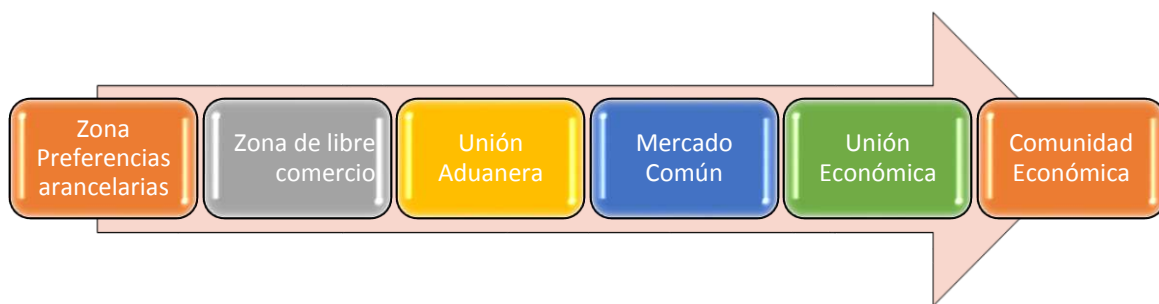 Zona
Preferencias
arancelarias
Zona de libre
comercio
Unión
Aduanera
Mercado
Común
Unión
Económica
Comunidad
Económica